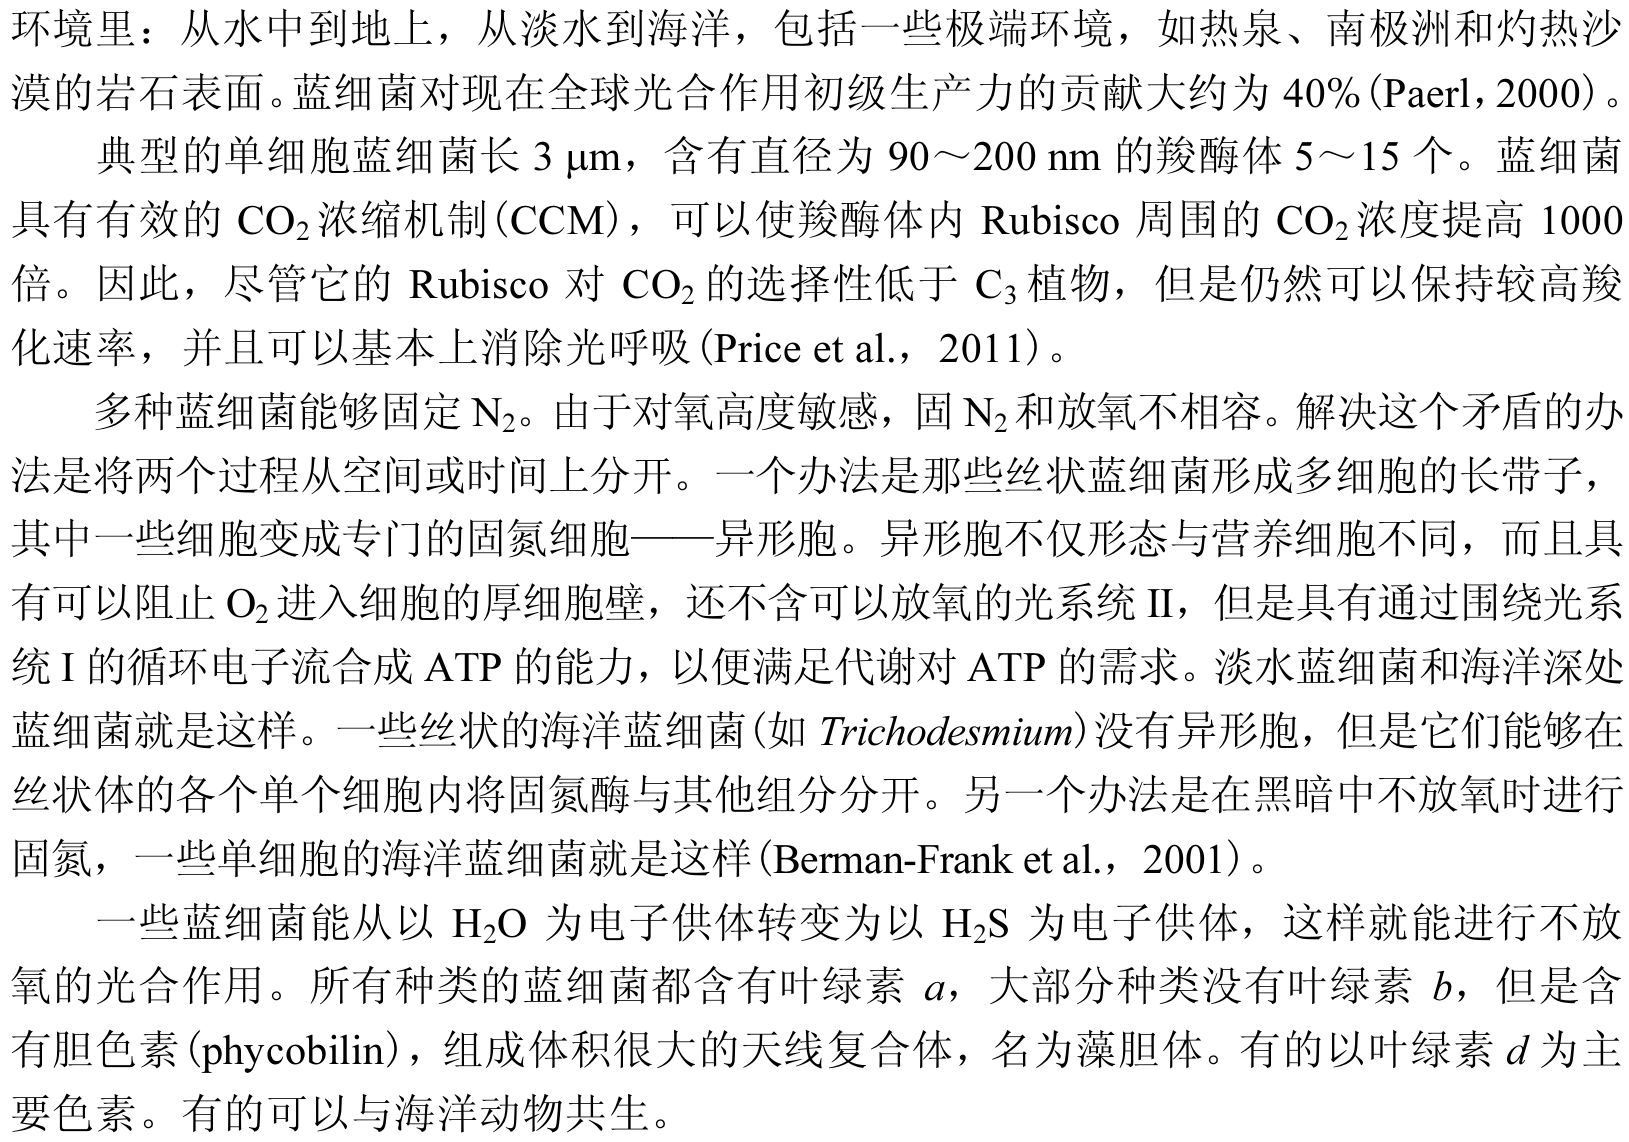 环境里：从水中到地上，从淡水到海洋，包括一些极端环境，如热泉、南极洲和灼热沙
漠的岩石表面。蓝细菌对现在全球光合作用初级生产力的贡献大约为 40%(Paerl，2000)。
典型的单细胞蓝细菌长 3 μm，含有直径为 90～200 nm 的羧酶体 5～15 个。蓝细菌
具有有效的 CO₂浓缩机制(CCM)，可以使羧酶体内 Rubisco 周围的 CO₂浓度提高 1000
倍。因此，尽管它的 Rubisco 对 CO₂的选择性低于 C₃植物，但是仍然可以保持较高羧
化速率，并且可以基本上消除光呼吸(Price et al.，2011)。
多种蓝细菌能够固定 N₂。由于对氧高度敏感，固 N₂和放氧不相容。解决这个矛盾的办
法是将两个过程从空间或时间上分开。一个办法是那些丝状蓝细菌形成多细胞的长带子，
其中一些细胞变成专门的固氮细胞——异形胞。异形胞不仅形态与营养细胞不同，而且具
有可以阻止 O₂进入细胞的厚细胞壁，还不含可以放氧的光系统 II，但是具有通过围绕光系
统 I 的循环电子流合成 ATP 的能力，以便满足代谢对 ATP 的需求。淡水蓝细菌和海洋深处
蓝细菌就是这样。一些丝状的海洋蓝细菌(如 Trichodesmium)没有异形胞，但是它们能够在
丝状体的各个单个细胞内将固氮酶与其他组分分开。另一个办法是在黑暗中不放氧时进行
固氮，一些单细胞的海洋蓝细菌就是这样(Berman-Frank et al.，2001)。
一些蓝细菌能从以 H₂O 为电子供体转变为以 H₂S 为电子供体，这样就能进行不放
氧的光合作用。所有种类的蓝细菌都含有叶绿素 a，大部分种类没有叶绿素 b，但是含
有胆色素(phycobilin)，组成体积很大的天线复合体，名为藻胆体。有的以叶绿素 d 为主
要色素。有的可以与海洋动物共生。